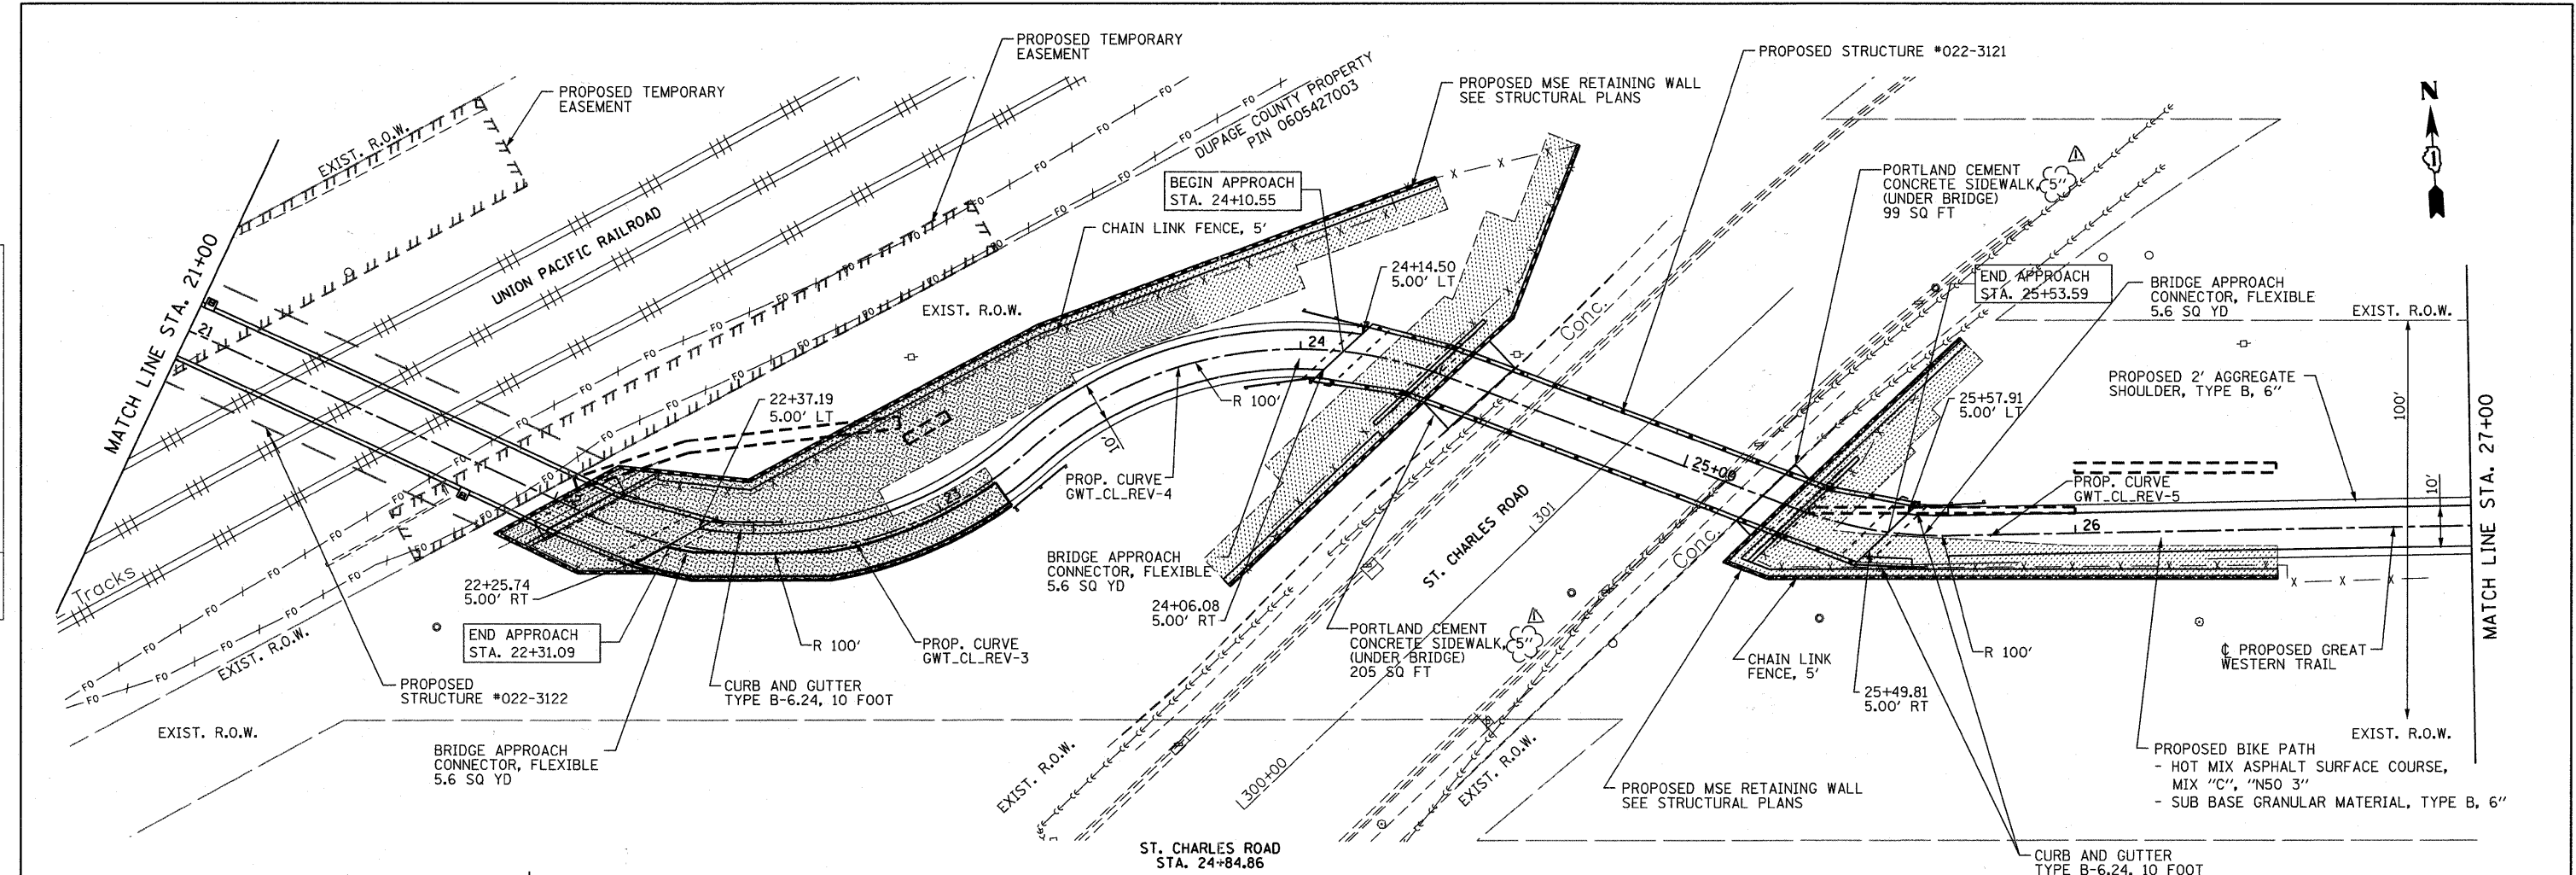 PROPOSED TEMPORARY
EASEMENT
PROPOSED TEMPORARY
EASEMENT
PROPOSED STRUCTURE #022-3121
PROPOSED MSE RETAINING WALL
SEE STRUCTURAL PLANS
N
EXIST. R.O.W.
DUPAGE COUNTY PROPERTY
PIN 0605427003
UNION PACIFIC RAILROAD
MATCH LINE STA. 21+00
21
BEGIN APPROACH
STA. 24+10.55
CHAIN LINK FENCE, 5'
EXIST. R.O.W.
24+14.50
5.00' LT
24
PORTLAND CEMENT
CONCRETE SIDEWALK, 5"
(UNDER BRIDGE)
99 SQ FT
1
END APPROACH
STA. 25+53.59
BRIDGE APPROACH
CONNECTOR, FLEXIBLE
5.6 SQ YD
EXIST. R.O.W.
Conc.
PROPOSED 2' AGGREGATE
SHOULDER, TYPE B, 6"
100'
MATCH LINE STA. 27+00
25+57.91
5.00' LT
22+37.19
5.00' LT
R 100'
10'
PROP. CURVE
GWT_CL_REV-4
23
25+00
PROP. CURVE
GWT_CL_REV-5
10'
26
ST. CHARLES ROAD
301
Conc.
Tracks
FO
22+25.74
5.00' RT
END APPROACH
STA. 22+31.09
BRIDGE APPROACH
CONNECTOR, FLEXIBLE
5.6 SQ YD
24+06.08
5.00' RT
R 100'
PROP. CURVE
GWT_CL_REV-3
PORTLAND CEMENT
CONCRETE SIDEWALK, 5"
(UNDER BRIDGE)
205 SQ FT
1
CHAIN LINK
FENCE, 5'
25+49.81
5.00' RT
R 100'
℄ PROPOSED GREAT
WESTERN TRAIL
EXIST. R.O.W.
PROPOSED
STRUCTURE #022-3122
CURB AND GUTTER
TYPE B-6.24, 10 FOOT
EXIST. R.O.W.
BRIDGE APPROACH
CONNECTOR, FLEXIBLE
5.6 SQ YD
EXIST. R.O.W.
300+00
EXIST. R.O.W.
PROPOSED MSE RETAINING WALL
SEE STRUCTURAL PLANS
EXIST. R.O.W.
PROPOSED BIKE PATH
- HOT MIX ASPHALT SURFACE COURSE,
MIX "C", "N50 3"
- SUB BASE GRANULAR MATERIAL, TYPE B, 6"
ST. CHARLES ROAD
STA. 24+84.86
CURB AND GUTTER
TYPE B-6.24, 10 FOOT